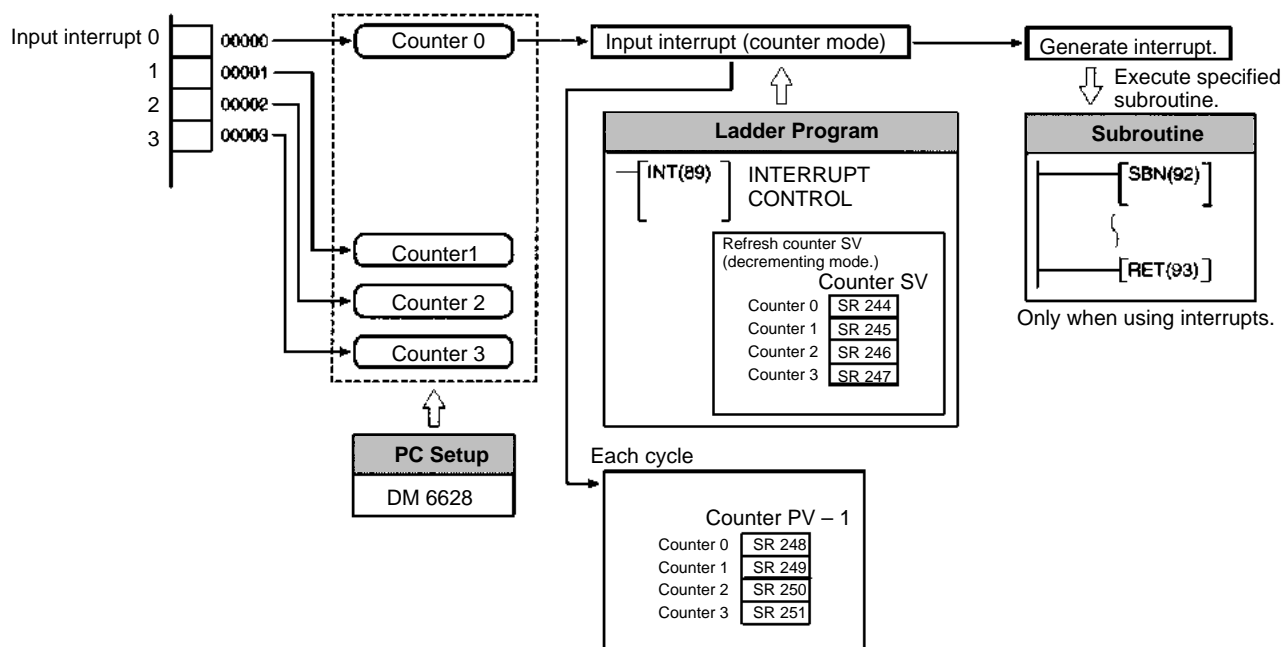 Input interrupt 0
00000
Counter 0
Input interrupt (counter mode)
Generate interrupt.
1
00001
2
00002
3
00003
Execute specified
subroutine.
Ladder Program
INT(89)
INTERRUPT
CONTROL
Refresh counter SV
(decrementing mode.)
Counter SV
Counter 0 SR 244
Counter 1 SR 245
Counter 2 SR 246
Counter 3 SR 247
Subroutine
SBN(92)
RET(93)
Only when using interrupts.
Counter1
Counter 2
Counter 3
PC Setup
DM 6628
Each cycle
Counter PV – 1
Counter 0 SR 248
Counter 1 SR 249
Counter 2 SR 250
Counter 3 SR 251